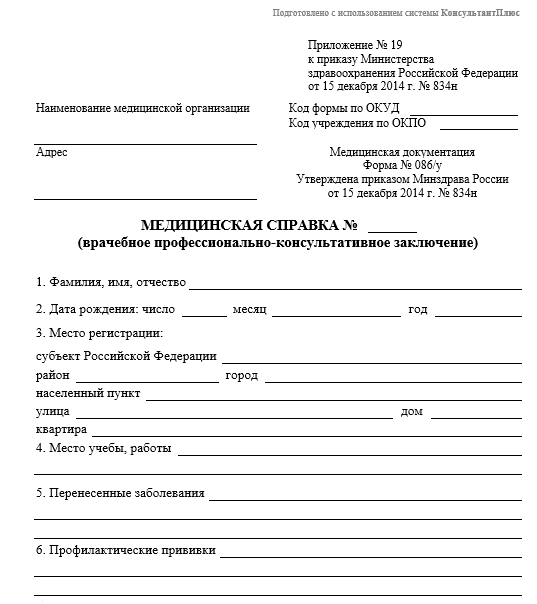 Подготовлено с использованием системы КонсультантПлюс
Приложение № 19
к приказу Министерства
здравоохранения Российской Федерации
от 15 декабря 2014 г. № 834н
Наименование медицинской организации
Код формы по ОКУД
Код учреждения по ОКПО
Адрес
Медицинская документация
Форма № 086/у
Утверждена приказом Минздрава России
от 15 декабря 2014 г. № 834н
МЕДИЦИНСКАЯ СПРАВКА №
(врачебное профессионально-консультативное заключение)
1. Фамилия, имя, отчество
2. Дата рождения: число месяц год
3. Место регистрации:
субъект Российской Федерации
район город
населенный пункт
улица дом
квартира
4. Место учебы, работы
5. Перенесенные заболевания
6. Профилактические прививки